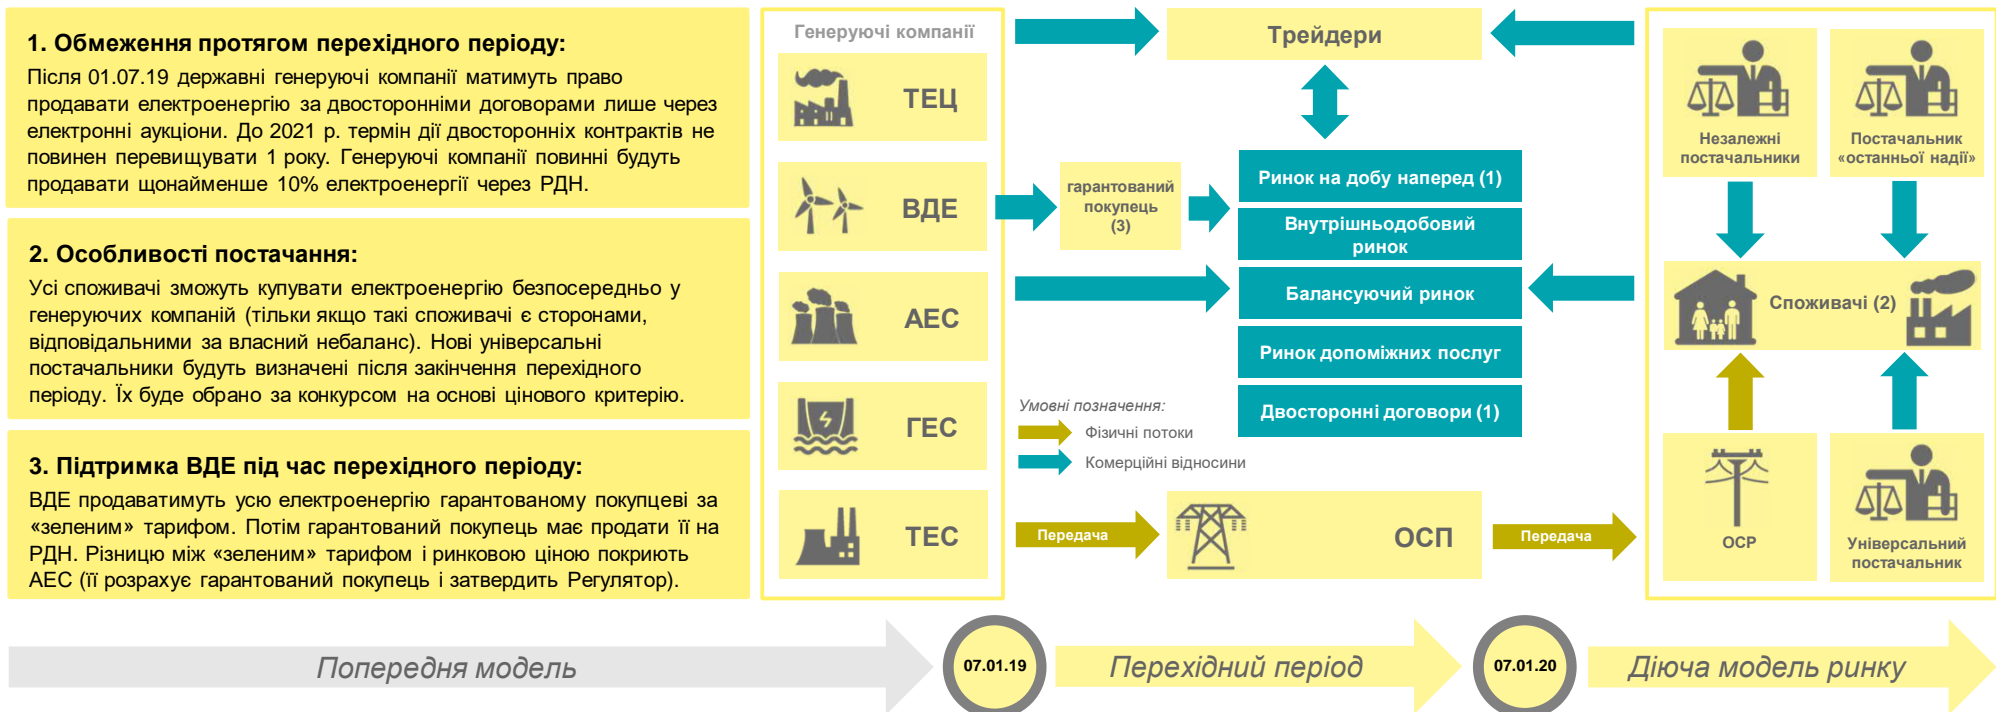 1. Обмеження протягом перехідного періоду:
Після 01.07.19 державні генеруючі компанії матимуть право
продавати електроенергію за двосторонніми договорами лише через
електронні аукціони. До 2021 р. термін дії двосторонніх контрактів не
повинен перевищувати 1 року. Генеруючі компанії повинні будуть
продавати щонайменше 10% електроенергії через РДН.
2. Особливості постачання:
Усі споживачі зможуть купувати електроенергію безпосередньо у
генеруючих компаній (тільки якщо такі споживачі є сторонами,
відповідальними за власний небаланс). Нові універсальні
постачальники будуть визначені після закінчення перехідного
періоду. Їх буде обрано за конкурсом на основі цінового критерію.
3. Підтримка ВДЕ під час перехідного періоду:
ВДЕ продаватимуть усю електроенергію гарантованому покупцеві за
«зеленим» тарифом. Потім гарантований покупець має продати її на
РДН. Різницю між «зеленим» тарифом і ринковою ціною покриють
АЕС (її розрахує гарантований покупець і затвердить Регулятор).
Генеруючі компанії
ТЕЦ
ВДЕ
АЕС
ГЕС
ТЕС
гарантований
покупець
(3)
Трейдери
Ринок на добу наперед (1)
Внутрішньодобовий
ринок
Балансуючий ринок
Ринок допоміжних послуг
Двосторонні договори (1)
Умовні позначення:
Фізичні потоки
Комерційні відносини
Передача
ОСП
Передача
Незалежні
постачальники
Постачальник
«останньої надії»
Споживачі (2)
ОСР
Універсальний
постачальник
Попередня модель
07.01.19
Перехідний період
07.01.20
Діюча модель ринку